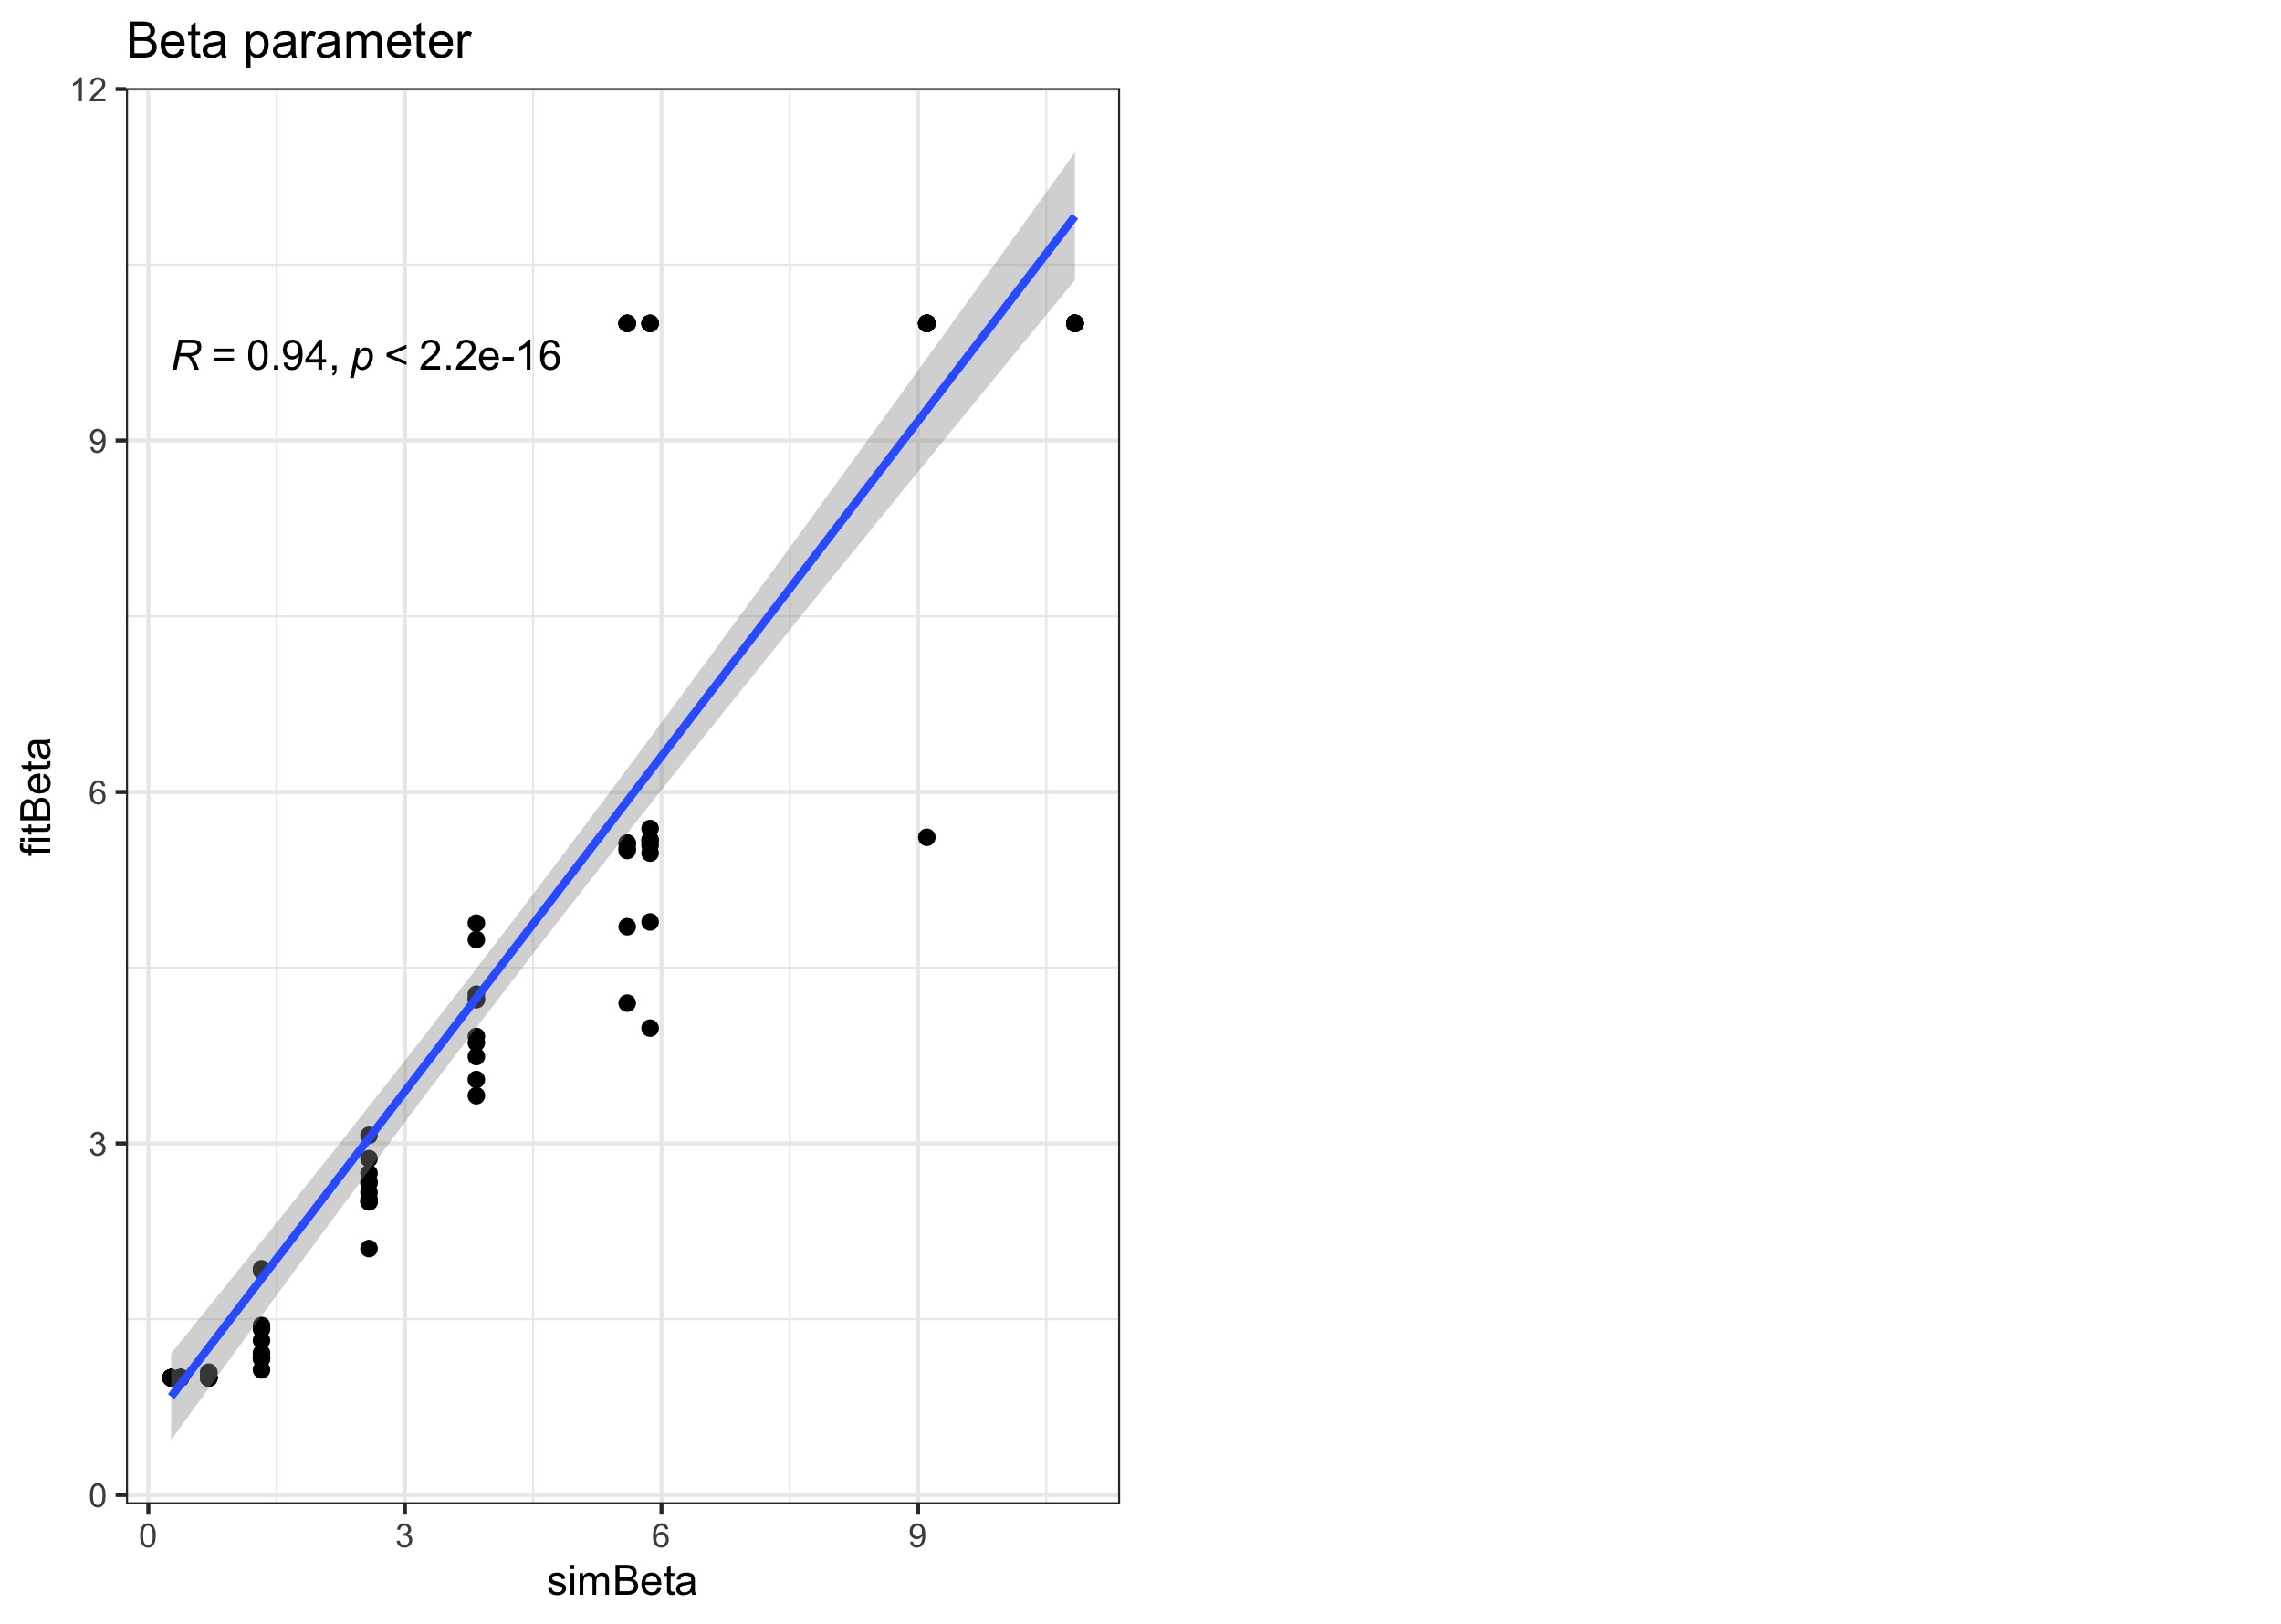 Beta parameter
12
R = 0.94, p < 2.2e-16
9
6
fitBeta
3
0
0 3 6 9
simBeta